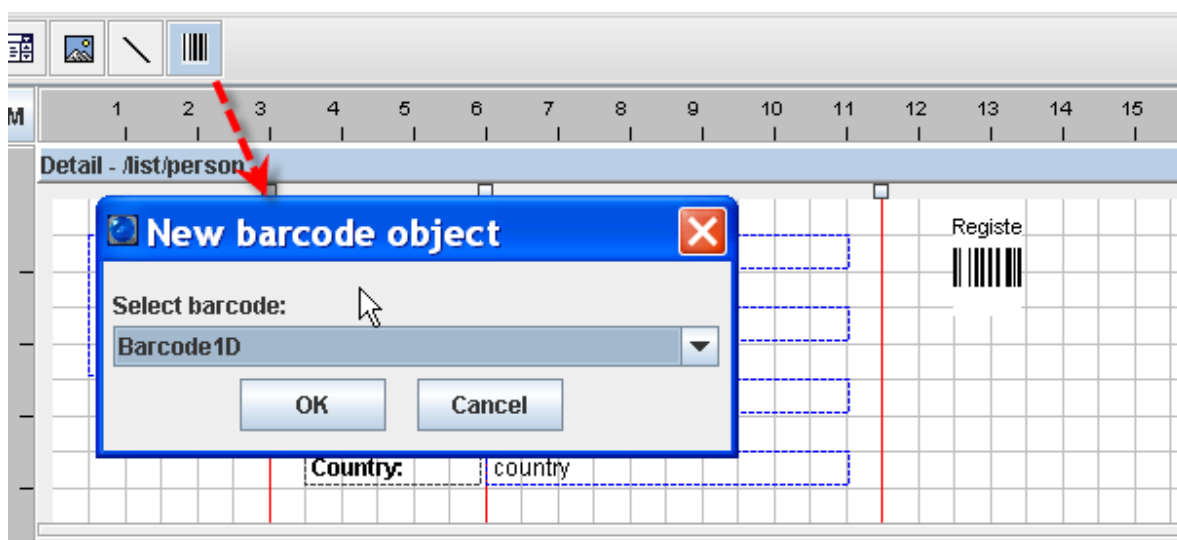 M 1 2 3 4 5 6 7 8 9 10 11 12 13 14 15
Detail - /list/person
New barcode object
Registe
Select barcode:
Barcode1D
OK Cancel
Country: country